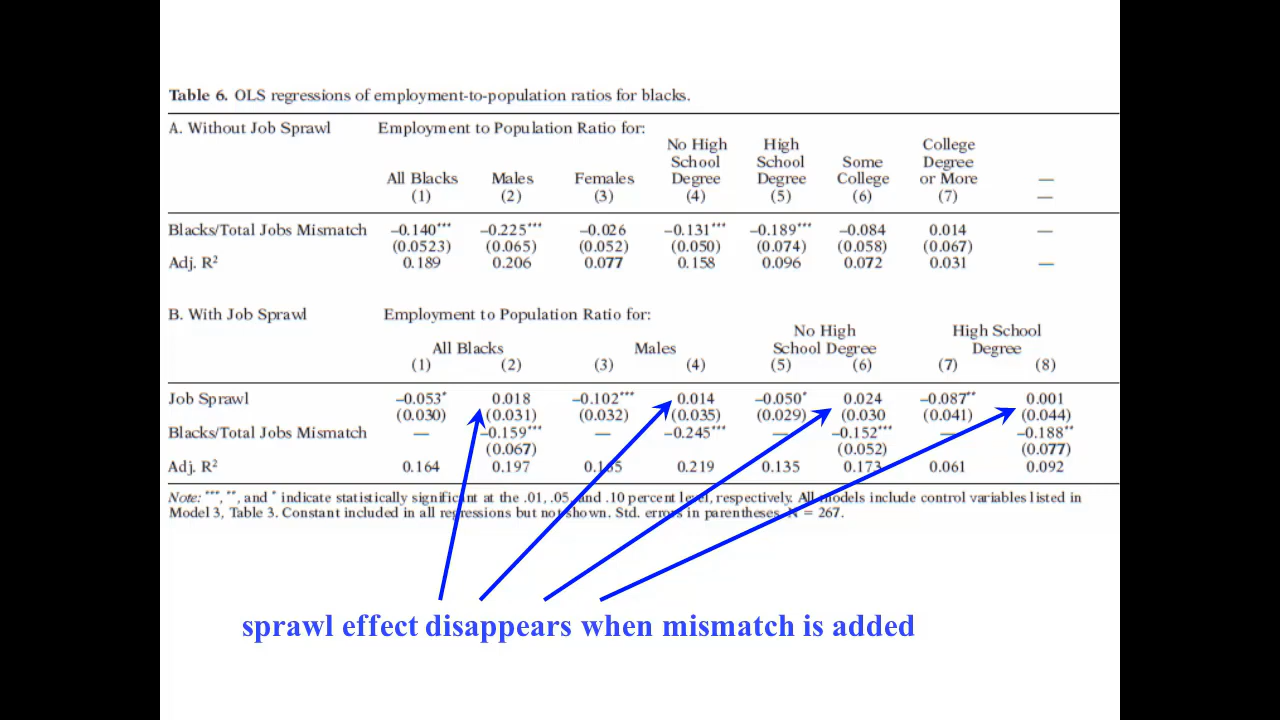 Table 6. OLS regressions of employment-to-population ratios for blacks.
A. Without Job Sprawl Employment to Population Ratio for:
No High High College
School School Some Degree
All Blacks Males Females Degree Degree College or More —
(1) (2) (3) (4) (5) (6) (7) —
Blacks/Total Jobs Mismatch −0.140*** −0.225*** −0.026 −0.131*** −0.189*** −0.084 0.014 —
(0.0523) (0.065) (0.052) (0.050) (0.074) (0.058) (0.067)
Adj. R² 0.189 0.206 0.077 0.158 0.096 0.072 0.031 —
B. With Job Sprawl Employment to Population Ratio for:
No High High School
All Blacks Males School Degree Degree
(1) (2) (3) (4) (5) (6) (7) (8)
Job Sprawl −0.053* 0.018 −0.102*** 0.014 −0.050* 0.024 −0.087** 0.001
(0.030) (0.031) (0.032) (0.035) (0.029) (0.030 (0.041) (0.044)
Blacks/Total Jobs Mismatch — −0.159*** — −0.245*** — −0.152*** — −0.188**
(0.067) (0.052) (0.077)
Adj. R² 0.164 0.197 0.219 0.135 0.173 0.061 0.092
Note: ***, **, and * indicate statistically significant at the .01, .05, and .10 percent level, respectively. All models include control variables listed in
Model 3, Table 3. Constant included in all regressions but not shown. Std. errors in parentheses. N = 267.
sprawl effect disappears when mismatch is added